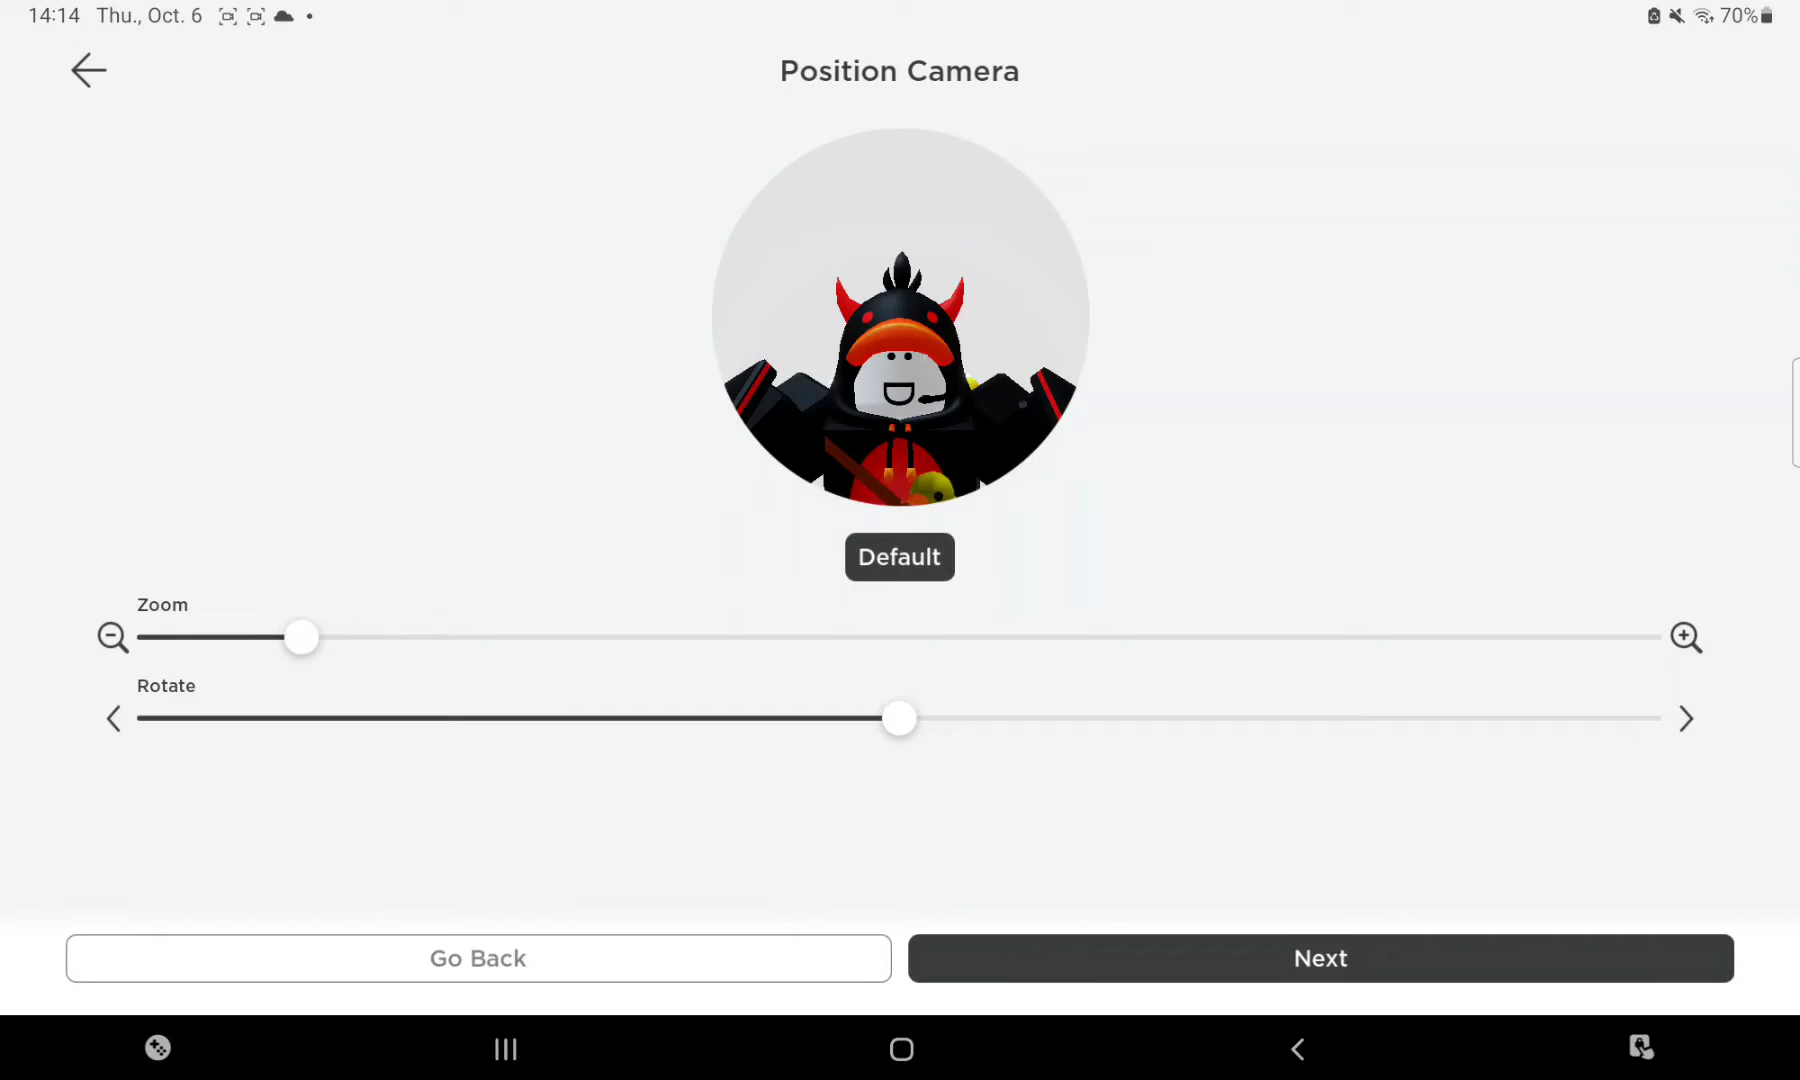 14:14 Thu., Oct. 6 70%
Position Camera
Default
Zoom
Rotate
Go Back
Next